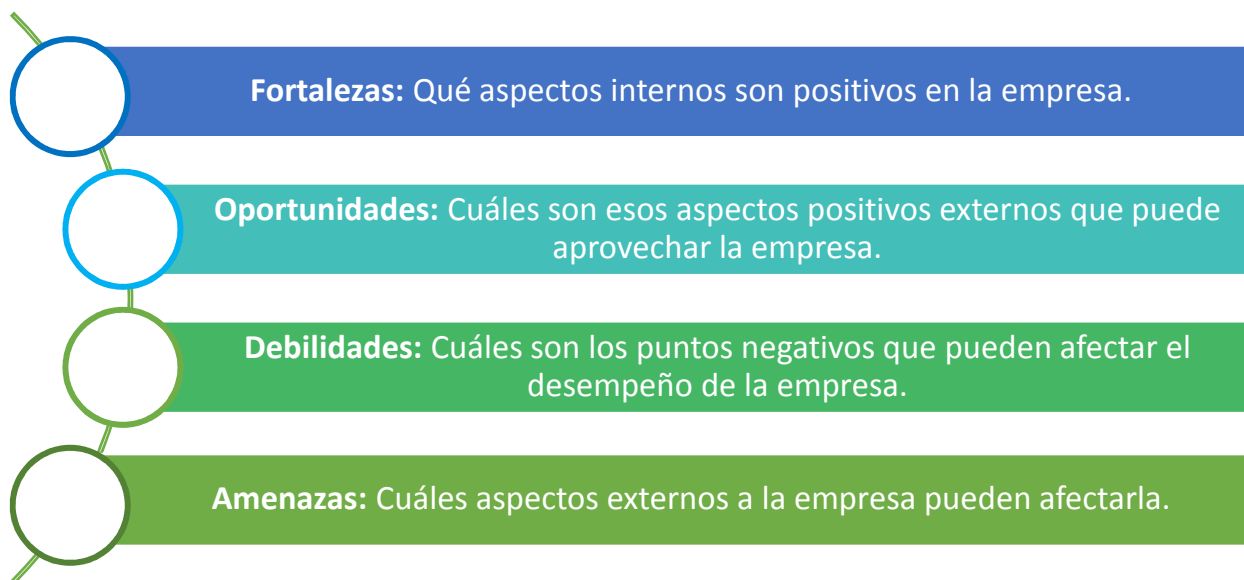 Fortalezas: Qué aspectos internos son positivos en la empresa.
Oportunidades: Cuáles son esos aspectos positivos externos que puede
aprovechar la empresa.
Debilidades: Cuáles son los puntos negativos que pueden afectar el
desempeño de la empresa.
Amenazas: Cuáles aspectos externos a la empresa pueden afectarla.